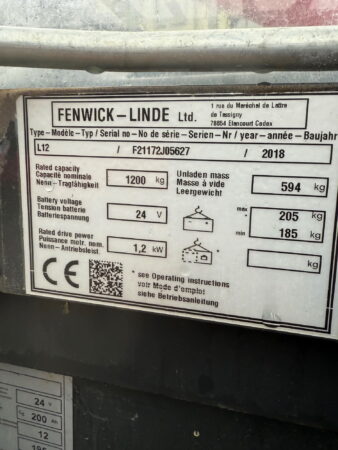 FENWICK—LINDE Ltd.
1 rue du Maréchal de Lattre
de Tassigny
78854 Elancourt Cedex
Type – Modèle – Typ / Serial no – No de série – Serien – Nr / year – année – Baujahr
L12 / F21172J05627 / 2018
Rated capacity
Capacité nominale
Nenn – Tragfähigkeit
1200 kg
Unladen mass
Masse à vide
Leergewicht
594 kg
Battery voltage
Tension batterie
Batteriespannung
24 V
max 205 kg
min 185 kg
Rated drive power
Puissance motr. nom.
Nenn – Antriebsleist
1,2 kW
kg
CE
* see Operating instructions
voir Mode d'emploi
siehe Betriebsanleitung
24 V
200 Ah
12
185